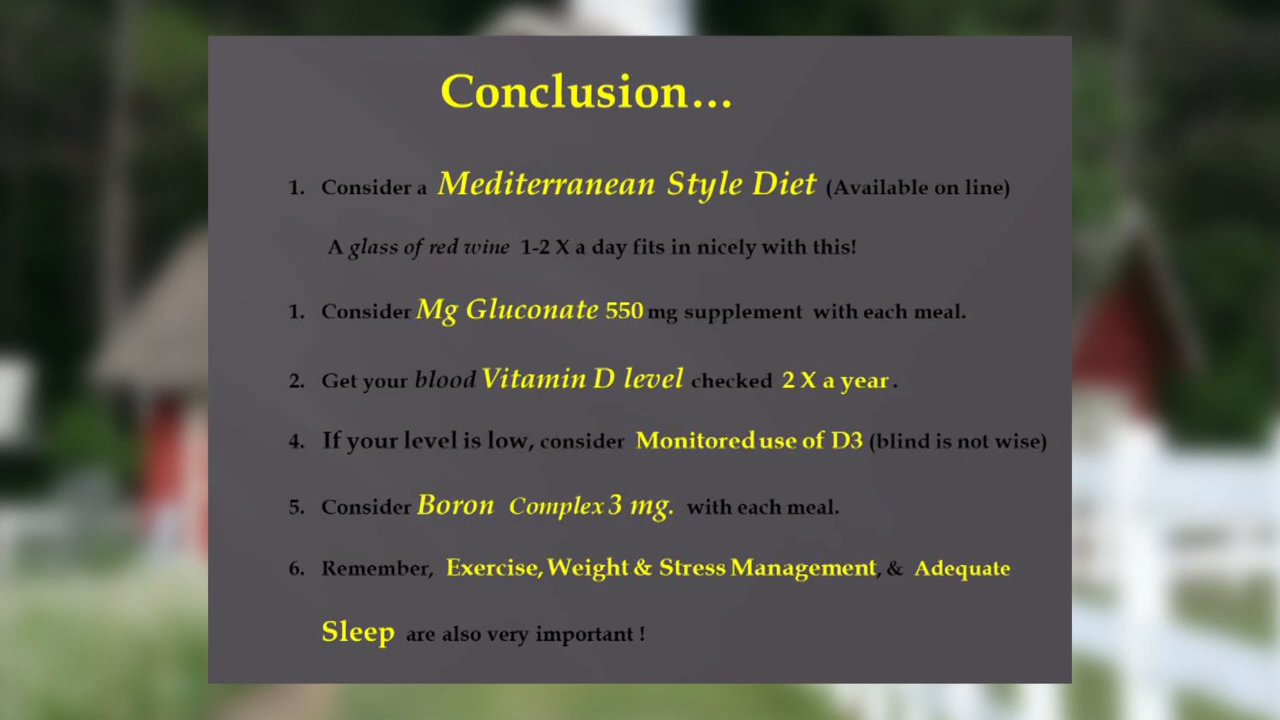 Conclusion...
1. Consider a Mediterranean Style Diet (Available on line)
A glass of red wine 1-2 X a day fits in nicely with this!
1. Consider Mg Gluconate 550 mg supplement with each meal.
2. Get your blood Vitamin D level checked 2 X a year .
4. If your level is low, consider Monitored use of D3 (blind is not wise)
5. Consider Boron Complex 3 mg. with each meal.
6. Remember, Exercise, Weight & Stress Management, & Adequate
Sleep are also very important !